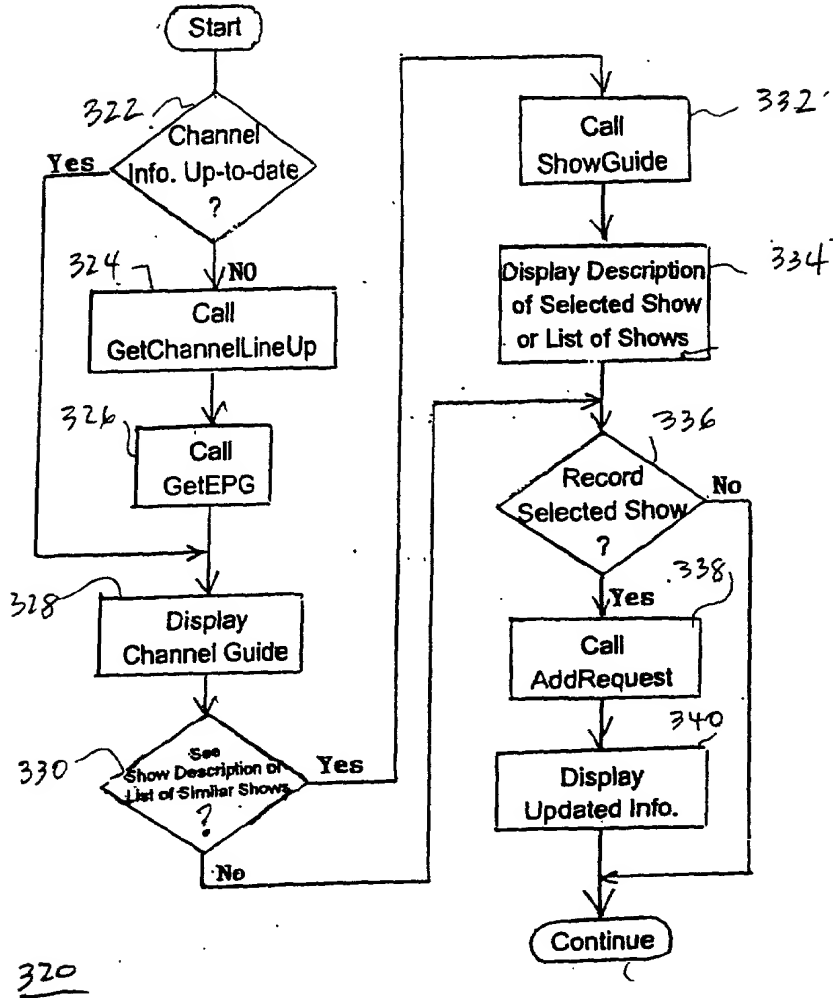 Start
322
Channel
Info. Up-to-date
?
Yes
NO
324
Call
GetChannelLineUp
326
Call
GetEPG
328
Display
Channel Guide
330
See
Show Description or
List of Similar Shows
?
Yes
No
332
Call
ShowGuide
334
Display Description
of Selected Show
or List of Shows
336
Record
Selected Show
?
No
Yes
338
Call
AddRequest
340
Display
Updated Info.
Continue
320